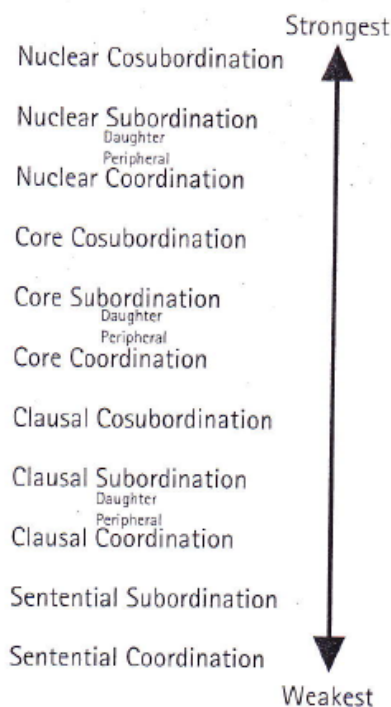 Strongest
Nuclear Cosubordination
Nuclear Subordination
Daughter
Peripheral
Nuclear Coordination
Core Cosubordination
Core Subordination
Daughter
Peripheral
Core Coordination
Clausal Cosubordination
Clausal Subordination
Daughter
Peripheral
Clausal Coordination
Sentential Subordination
Sentential Coordination
Weakest